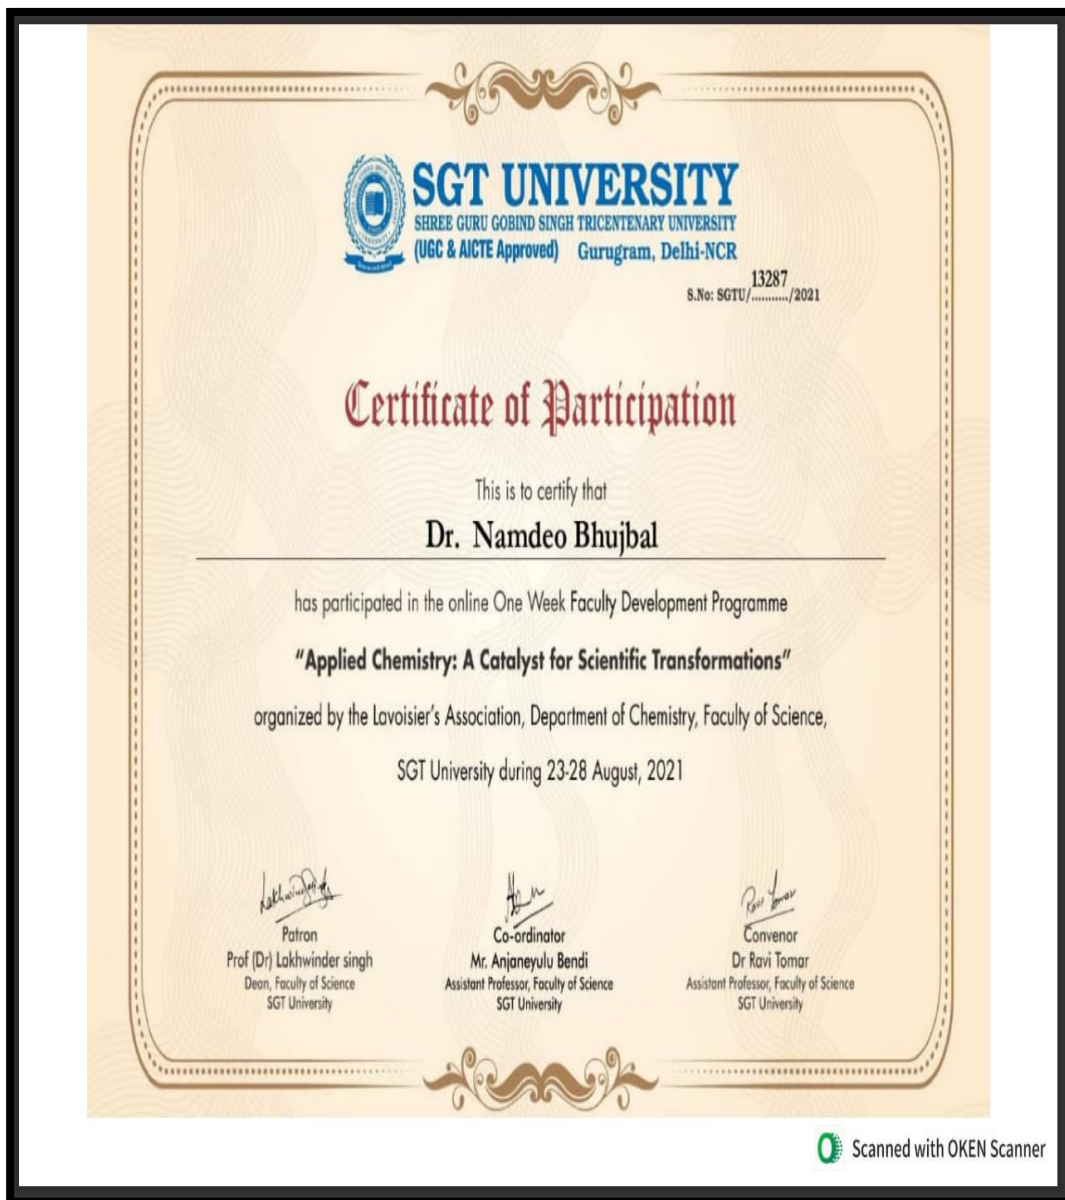 SGT UNIVERSITY
SHREE GURU GOBIND SINGH TRICENTENARY UNIVERSITY
(UGC & AICTE Approved) Gurugram, Delhi-NCR
13287
S.No: SGTU/.........../2021
Certificate of Participation
This is to certify that
Dr. Namdeo Bhujbal
has participated in the online One Week Faculty Development Programme
“Applied Chemistry: A Catalyst for Scientific Transformations”
organized by the Lavoisier’s Association, Department of Chemistry, Faculty of Science,
SGT University during 23-28 August, 2021
Patron
Prof (Dr) Lakhwinder singh
Dean, Faculty of Science
SGT University
Co-ordinator
Mr. Anjaneyulu Bendi
Assistant Professor, Faculty of Science
SGT University
Ravi Tomar
Convenor
Dr Ravi Tomar
Assistant Professor, Faculty of Science
SGT University
Scanned with OKEN Scanner